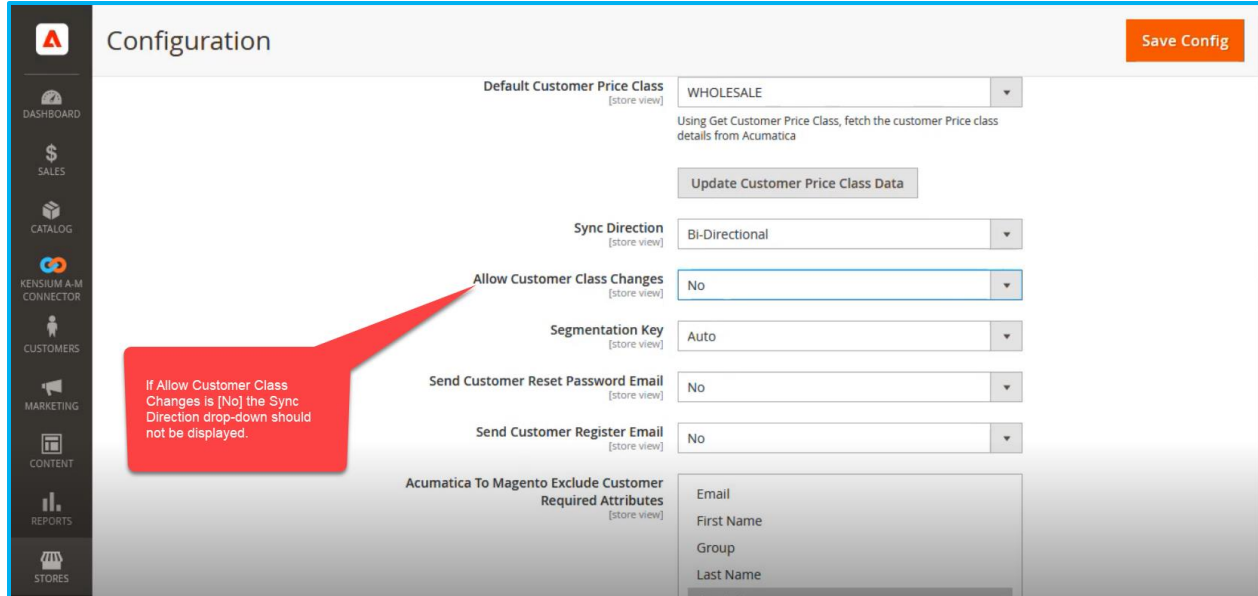 Configuration
Save Config
DASHBOARD
$
SALES
CATALOG
KENSIUM A-M
CONNECTOR
CUSTOMERS
MARKETING
CONTENT
REPORTS
STORES
Default Customer Price Class
[store view]
WHOLESALE
Using Get Customer Price Class, fetch the customer Price class
details from Acumatica
Update Customer Price Class Data
Sync Direction
[store view]
Bi-Directional
Allow Customer Class Changes
[store view]
No
Segmentation Key
[store view]
Auto
If Allow Customer Class
Changes is [No] the Sync
Direction drop-down should
not be displayed.
Send Customer Reset Password Email
[store view]
No
Send Customer Register Email
[store view]
No
Acumatica To Magento Exclude Customer
Required Attributes
[store view]
Email
First Name
Group
Last Name